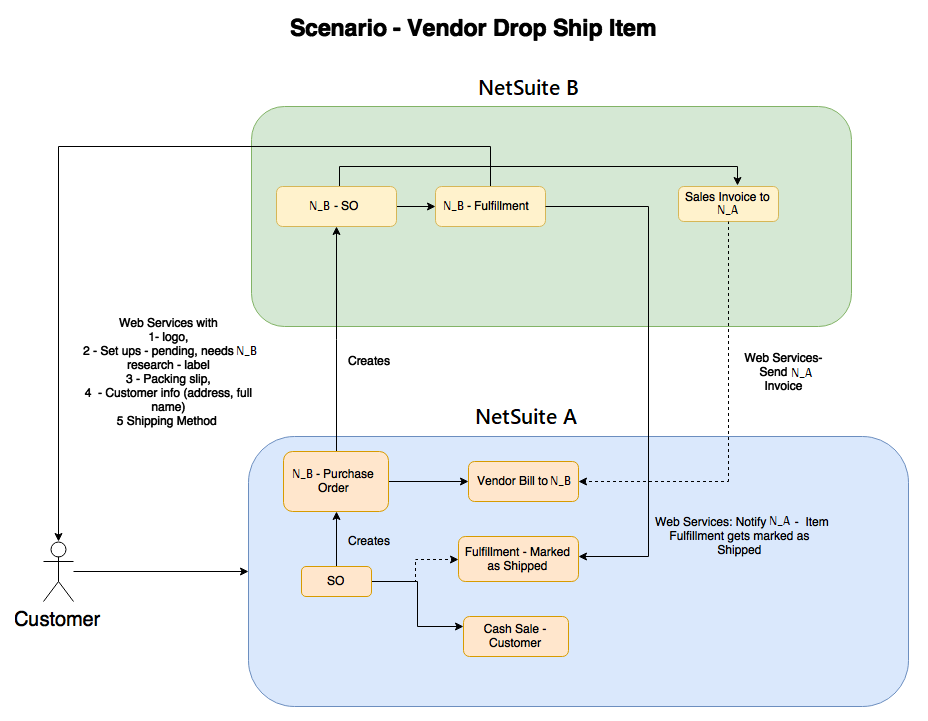 Scenario - Vendor Drop Ship Item
NetSuite B
N_B - SO
N_B - Fulfillment
Sales Invoice to
N_A
Web Services with
1- logo,
2 - Set ups - pending, needs N_B
research - label
3 - Packing slip,
4 - Customer info (address, full
name)
5 Shipping Method
Creates
Web Services-
Send N_A
Invoice
NetSuite A
N_B - Purchase
Order
Vendor Bill to N_B
Creates
Web Services: Notify N_A - Item
Fulfillment gets marked as
Shipped
Fulfillment - Marked
as Shipped
SO
Customer
Cash Sale -
Customer